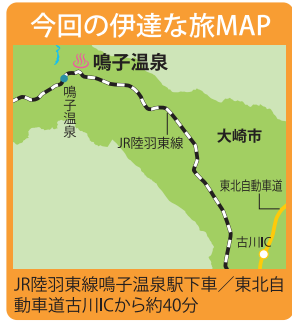 今回の伊達な旅MAP
鳴子温泉
鳴子温泉
JR陸羽東線
大崎市
東北自動車道
古川IC
JR陸羽東線鳴子温泉駅下車／東北自
動車道古川ICから約40分